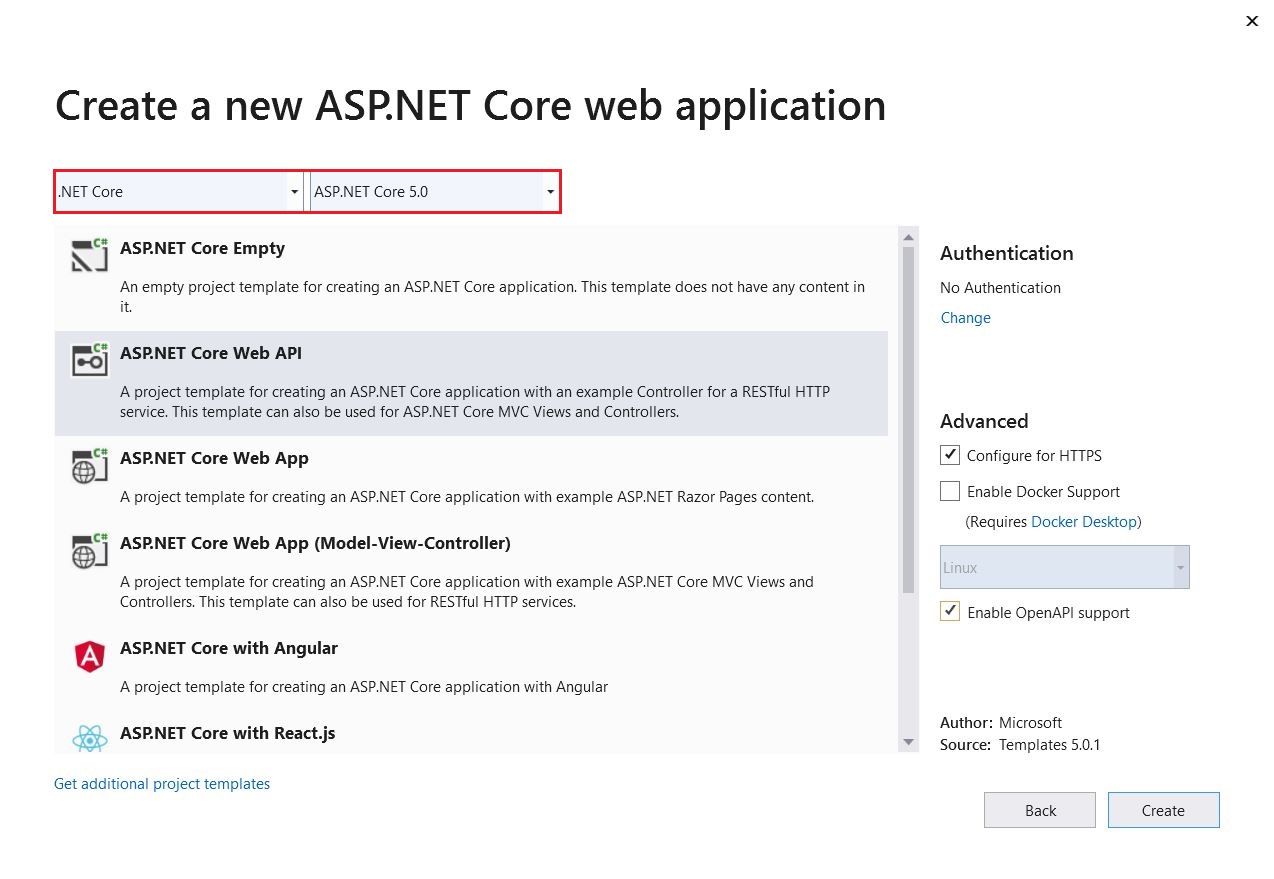 Create a new ASP.NET Core web application
.NET Core
ASP.NET Core 5.0
C#
ASP.NET Core Empty
An empty project template for creating an ASP.NET Core application. This template does not have any content in
it.
C#
ASP.NET Core Web API
A project template for creating an ASP.NET Core application with an example Controller for a RESTful HTTP
service. This template can also be used for ASP.NET Core MVC Views and Controllers.
C#
ASP.NET Core Web App
A project template for creating an ASP.NET Core application with example ASP.NET Razor Pages content.
C#
ASP.NET Core Web App (Model-View-Controller)
A project template for creating an ASP.NET Core application with example ASP.NET Core MVC Views and
Controllers. This template can also be used for RESTful HTTP services.
A
ASP.NET Core with Angular
A project template for creating an ASP.NET Core application with Angular
ASP.NET Core with React.js
Get additional project templates
Authentication
No Authentication
Change
Advanced
Configure for HTTPS
Enable Docker Support
(Requires Docker Desktop)
Linux
Enable OpenAPI support
Author: Microsoft
Source: Templates 5.0.1
Back
Create